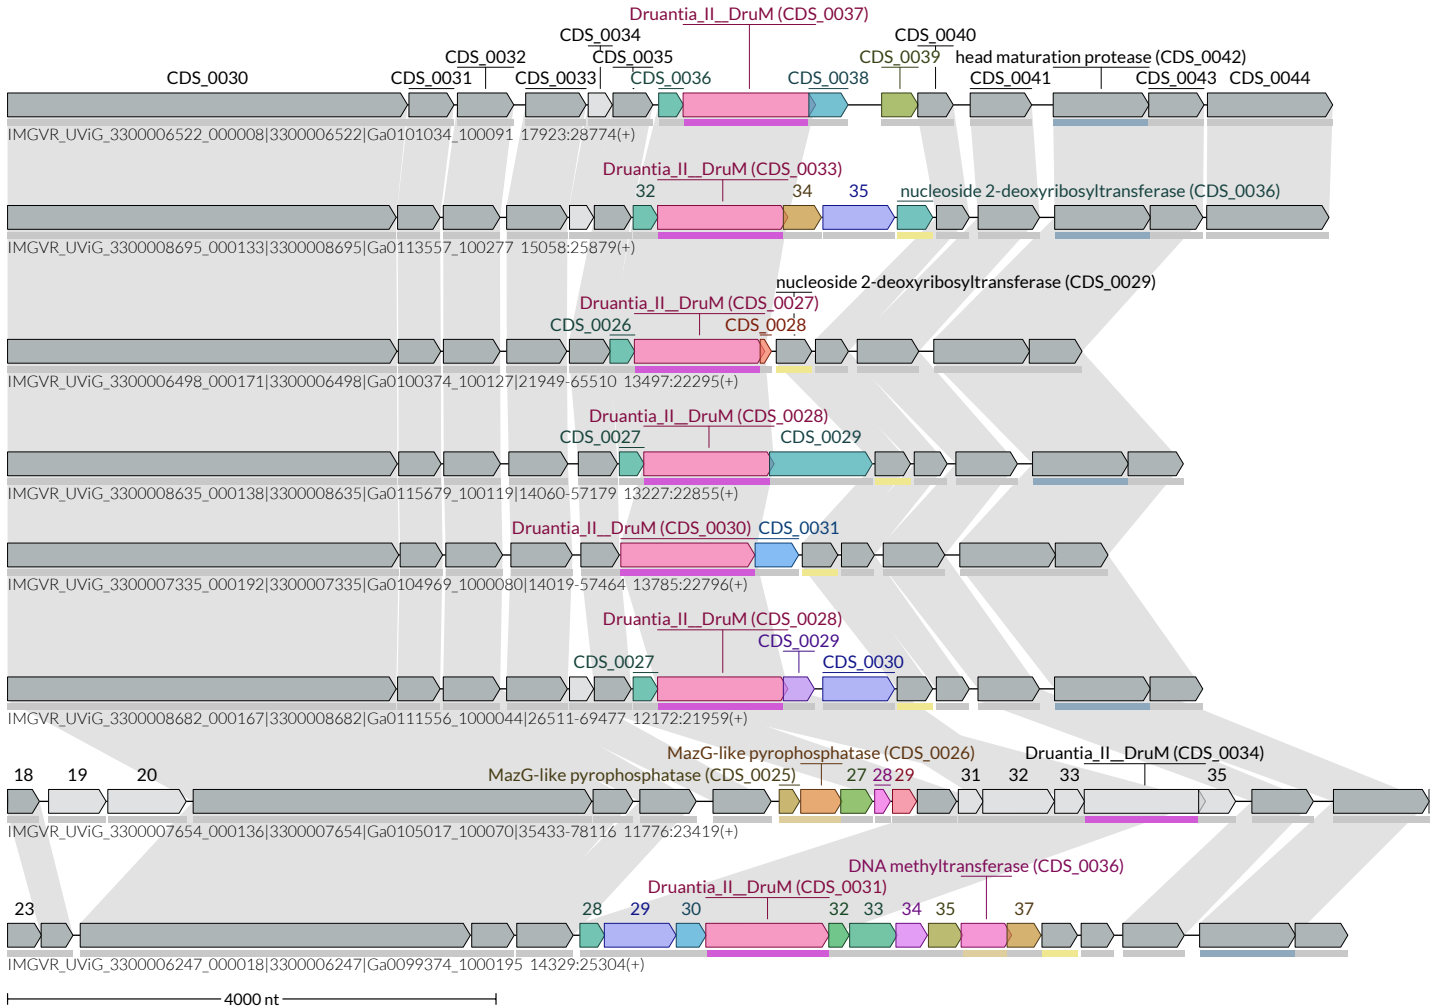 Druantia_II__DruM (CDS_0037)
CDS_0034 CDS_0040
CDS_0032 CDS_0035 CDS_0039 head maturation protease (CDS_0042)
CDS_0030 CDS_0031 CDS_0033 CDS_0036 CDS_0038 CDS_0041 CDS_0043 CDS_0044
IMGVR_UViG_3300006522_000008|3300006522|Ga0101034_100091 17923:28774(+)
Druantia_II__DruM (CDS_0033)
32 34 35 nucleoside 2-deoxyribosyltransferase (CDS_0036)
IMGVR_UViG_3300008695_000133|3300008695|Ga0113557_100277 15058:25879(+)
nucleoside 2-deoxyribosyltransferase (CDS_0029)
Druantia_II__DruM (CDS_0027)
CDS_0026 CDS_0028
IMGVR_UViG_3300006498_000171|3300006498|Ga0100374_100127|21949-65510 13497:22295(+)
Druantia_II__DruM (CDS_0028)
CDS_0027 CDS_0029
IMGVR_UViG_3300008635_000138|3300008635|Ga0115679_100119|14060-57179 13227:22855(+)
Druantia_II__DruM (CDS_0030) CDS_0031
IMGVR_UViG_3300007335_000192|3300007335|Ga0104969_1000080|14019-57464 13785:22796(+)
Druantia_II__DruM (CDS_0028)
CDS_0029
CDS_0027 CDS_0030
IMGVR_UViG_3300008682_000167|3300008682|Ga0111556_1000044|26511-69477 12172:21959(+)
MazG-like pyrophosphatase (CDS_0026) Druantia_II__DruM (CDS_0034)
18 19 20 MazG-like pyrophosphatase (CDS_0025) 27 28 29 31 32 33 35
IMGVR_UViG_3300007654_000136|3300007654|Ga0105017_100070|35433-78116 11776:23419(+)
DNA methyltransferase (CDS_0036)
Druantia_II__DruM (CDS_0031)
23 28 29 30 32 33 34 35 37
IMGVR_UViG_3300006247_000018|3300006247|Ga0099374_1000195 14329:25304(+)
4000 nt